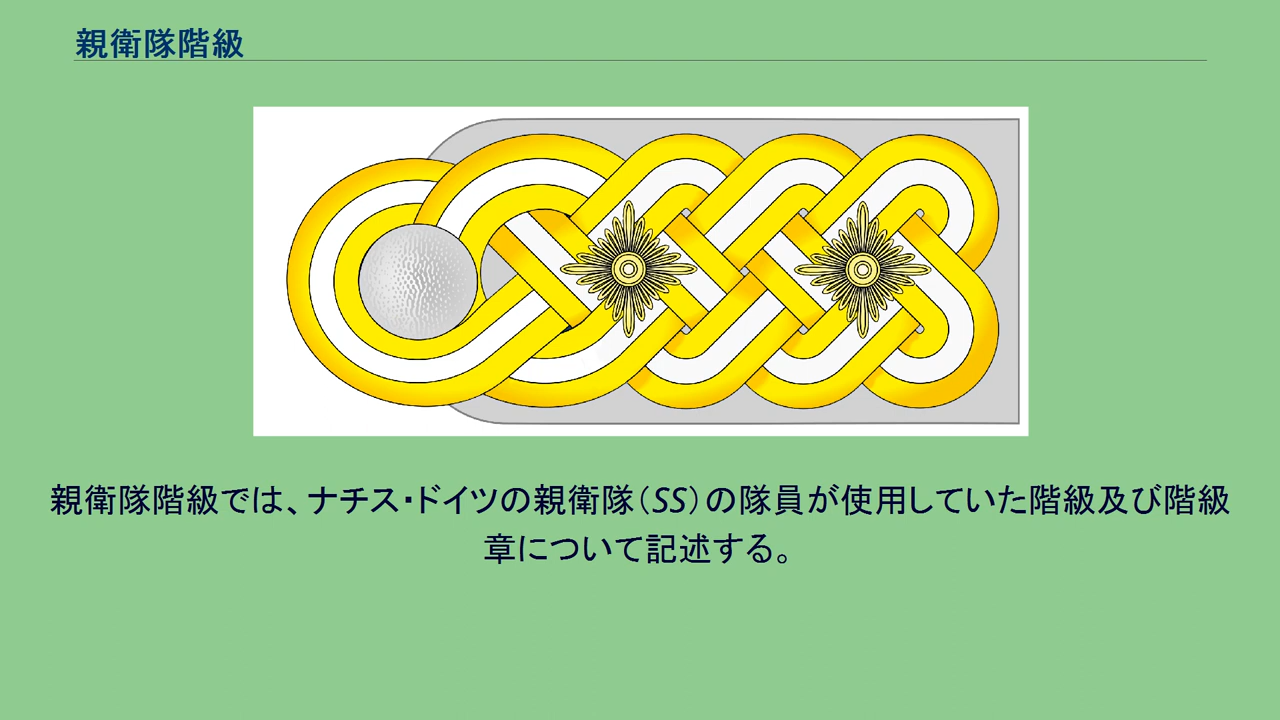 親衛隊階級
親衛隊階級では、ナチス・ドイツの親衛隊（SS）の隊員が使用していた階級及び階級
章について記述する。